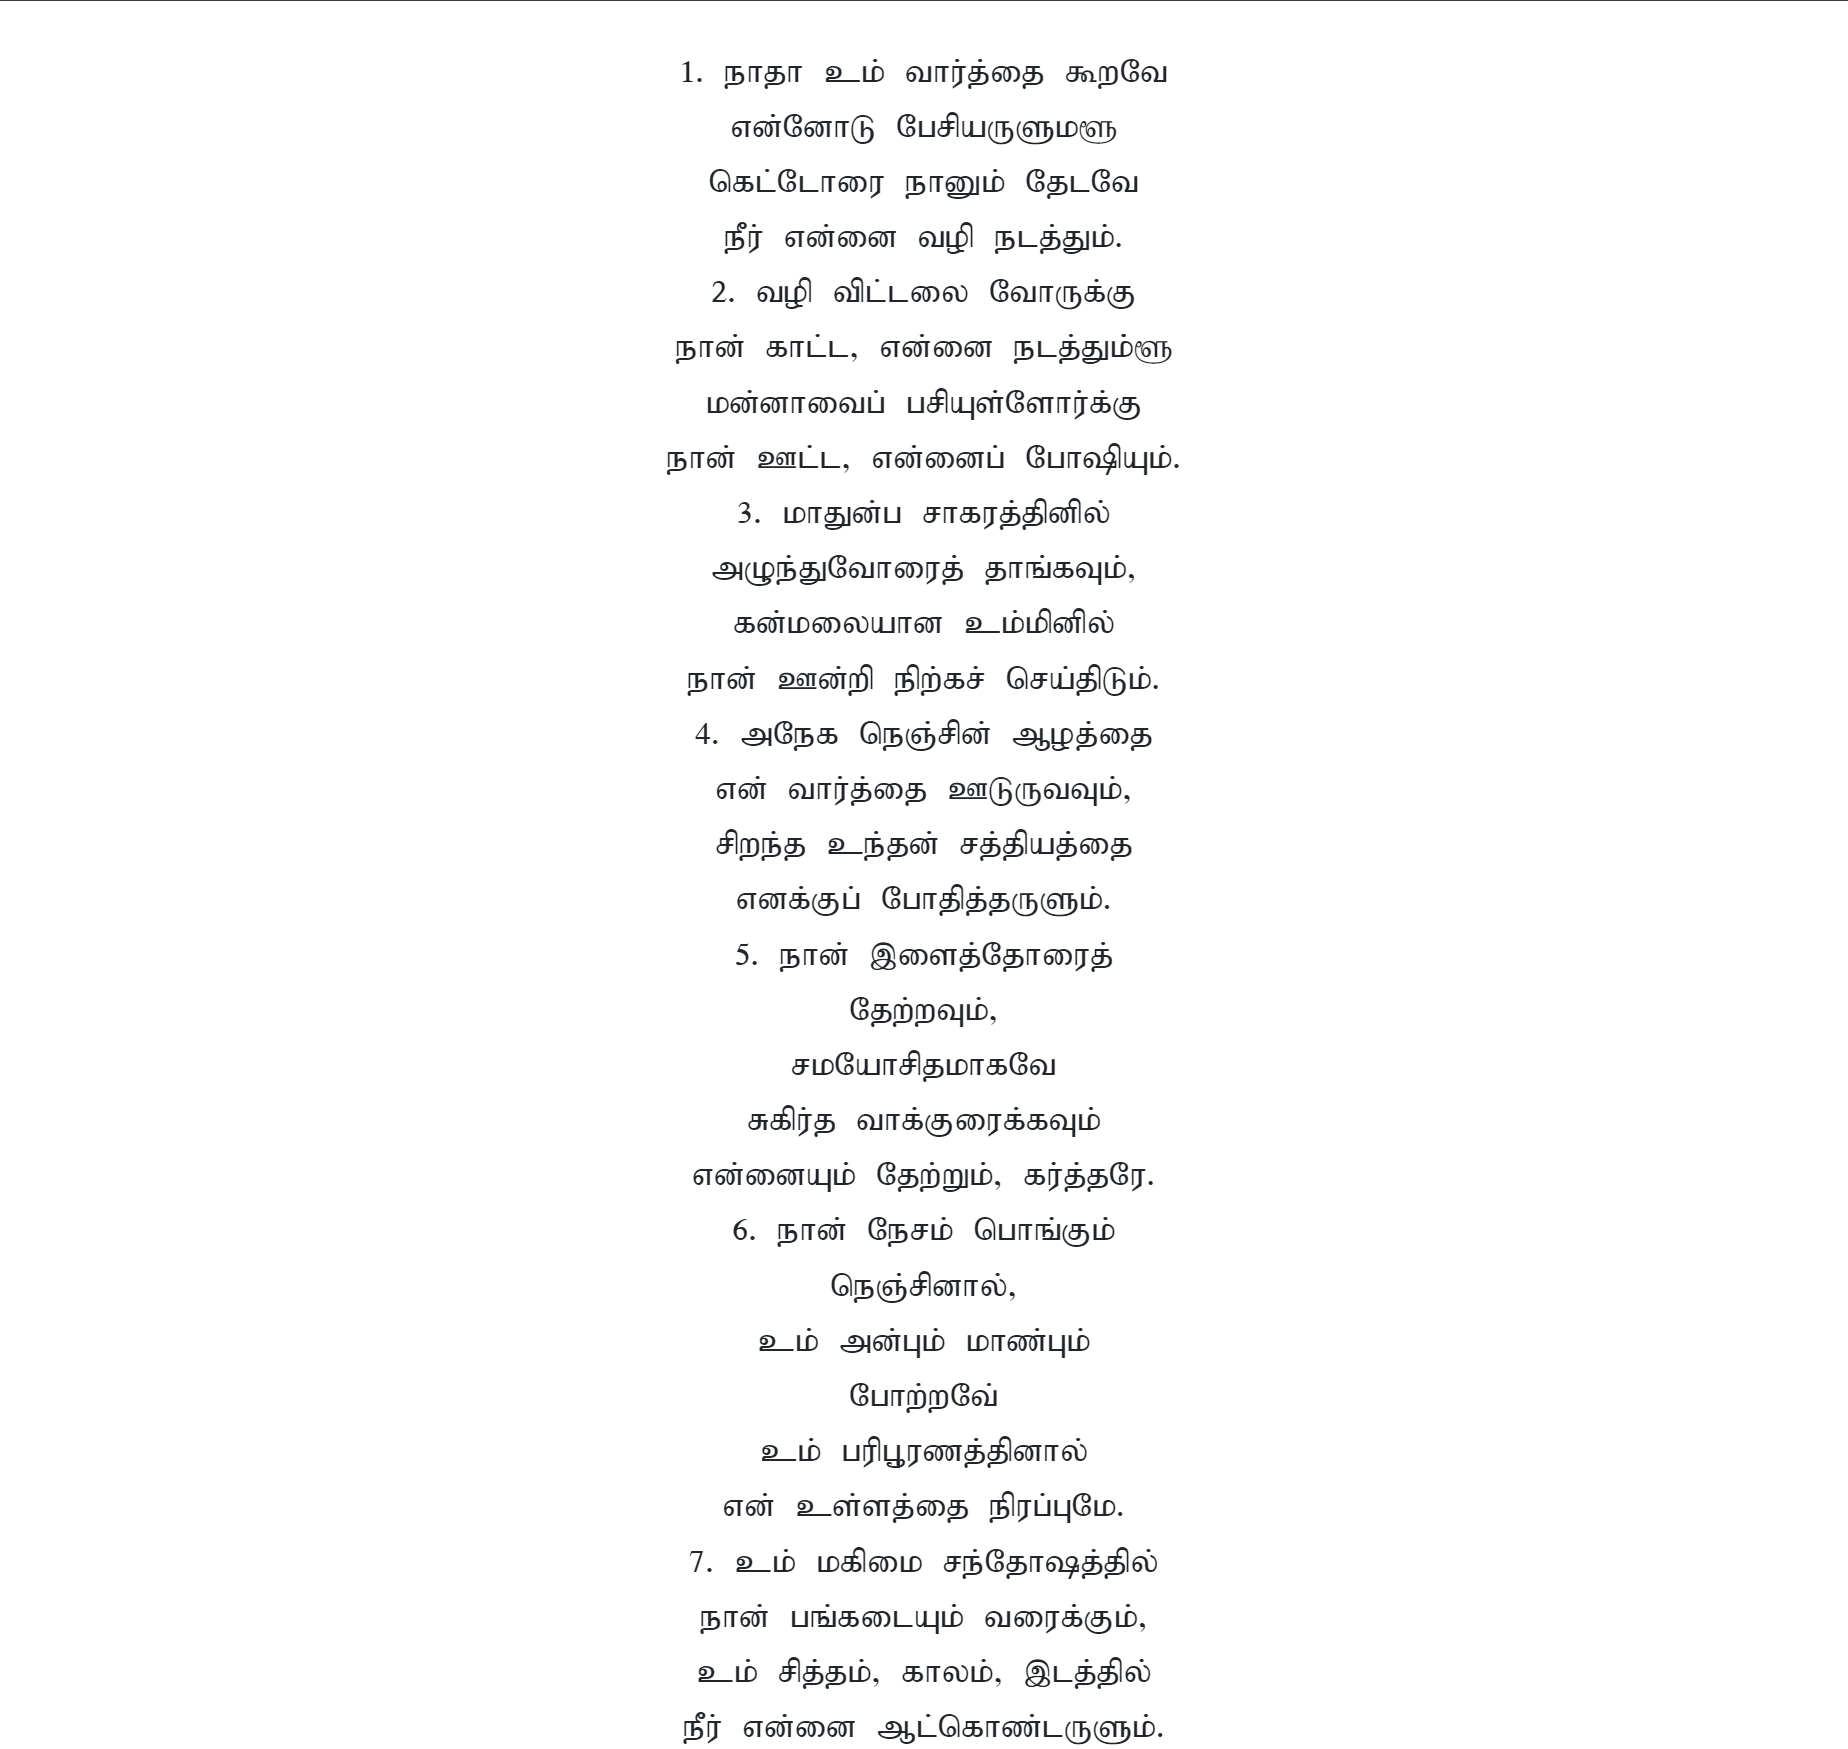 1. நாதா உம் வார்த்தை கூறவே
என்னோடு பேசியருளுமளூ
கெட்டோரை நானும் தேடவே
நீர் என்னை வழி நடத்தும்.
2. வழி விட்டலை வோருக்கு
நான் காட்ட, என்னை நடத்தும்ளூ
மன்னாவைப் பசியுள்ளோர்க்கு
நான் ஊட்ட, என்னைப் போஷியும்.
3. மாதுன்ப சாகரத்தினில்
அழுந்துவோரைத் தாங்கவும்,
கன்மலையான உம்மினில்
நான் ஊன்றி நிற்கச் செய்திடும்.
4. அநேக நெஞ்சின் ஆழத்தை
என் வார்த்தை ஊடுருவவும்,
சிறந்த உந்தன் சத்தியத்தை
எனக்குப் போதித்தருளும்.
5. நான் இளைத்தோரைத்
தேற்றவும்,
சமயோசிதமாகவே
சுகிர்த வாக்குரைக்கவும்
என்னையும் தேற்றும், கர்த்தரே.
6. நான் நேசம் பொங்கும்
நெஞ்சினால்,
உம் அன்பும் மாண்பும்
போற்றவே்
உம் பரிபூரணத்தினால்
என் உள்ளத்தை நிரப்புமே.
7. உம் மகிமை சந்தோஷத்தில்
நான் பங்கடையும் வரைக்கும்,
உம் சித்தம், காலம், இடத்தில்
நீர் என்னை ஆட்கொண்டருளும்.